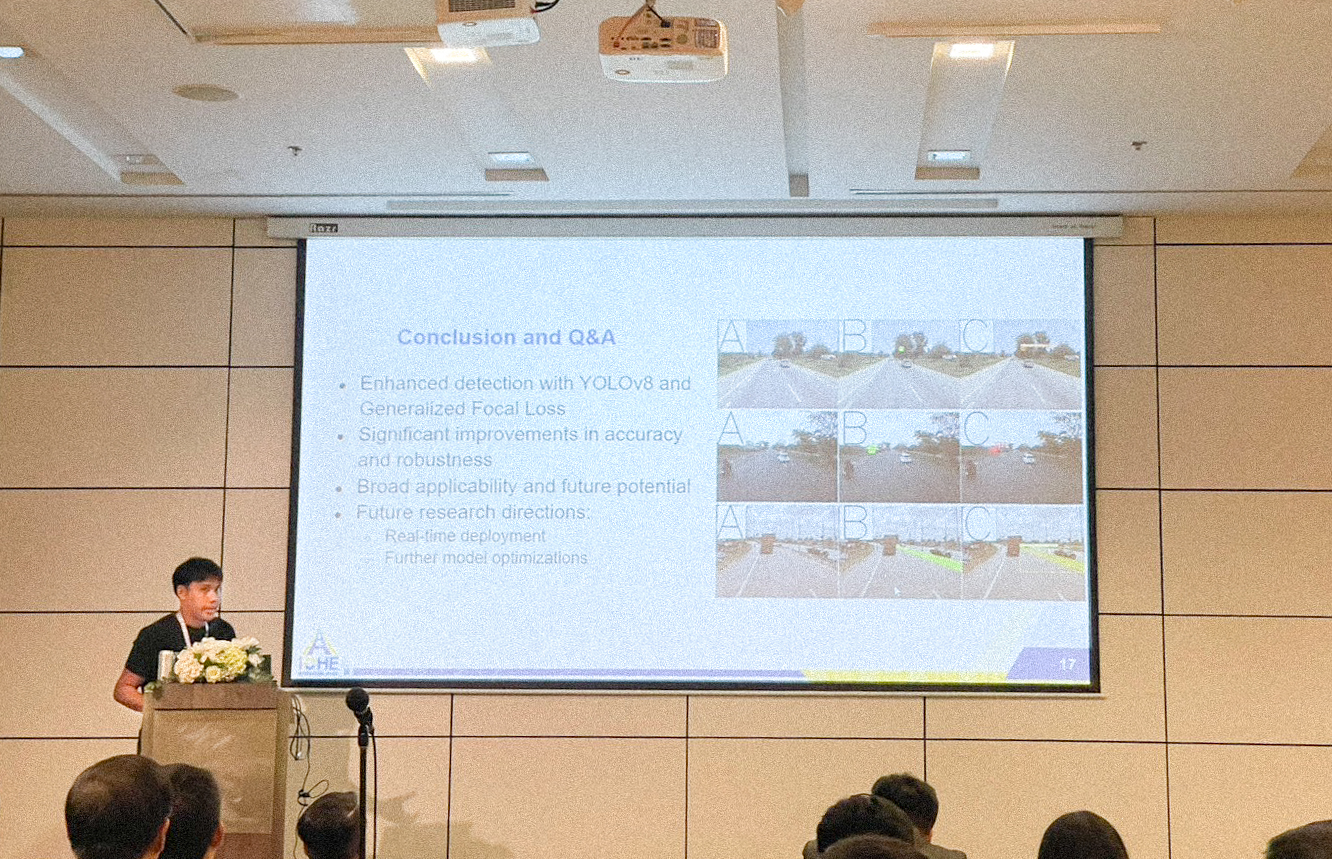 Conclusion and Q&A
Enhanced detection with YOLOv8 and
Generalized Focal Loss
Significant improvements in accuracy
and robustness
Broad applicability and future potential
Future research directions:
Real-time deployment
Further model optimizations
A B C
A B C
A B C
17